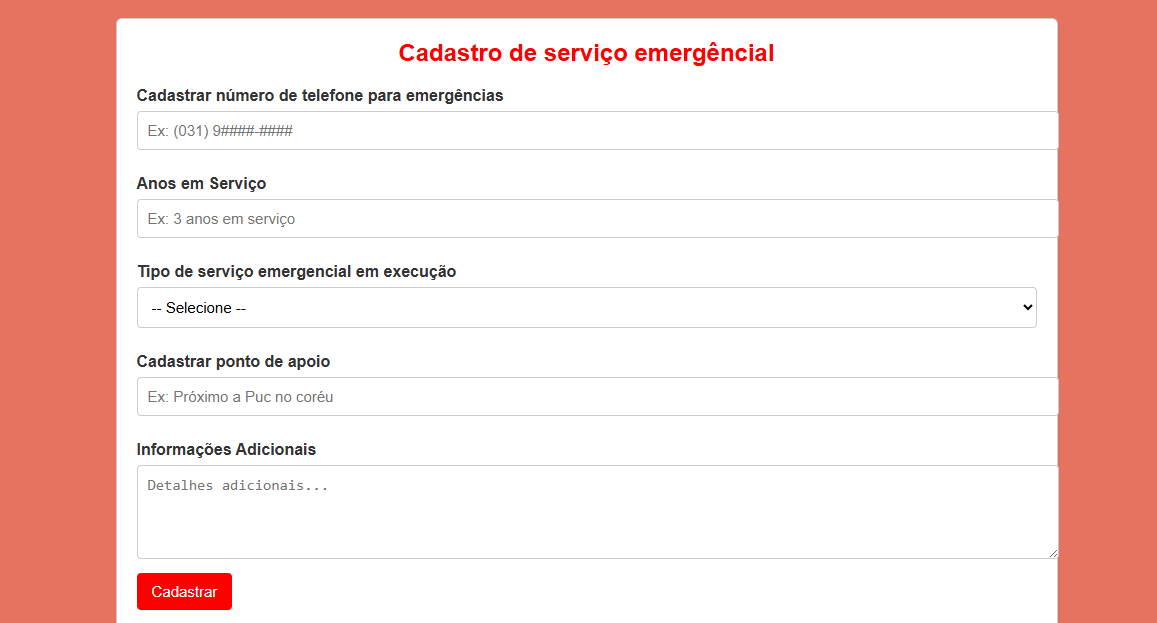 Cadastro de serviço emergêncial
Cadastrar número de telefone para emergências
Ex: (031) 9####-####
Anos em Serviço
Ex: 3 anos em serviço
Tipo de serviço emergencial em execução
-- Selecione --
Cadastrar ponto de apoio
Ex: Próximo a Puc no coréu
Informações Adicionais
Detalhes adicionais...
Cadastrar